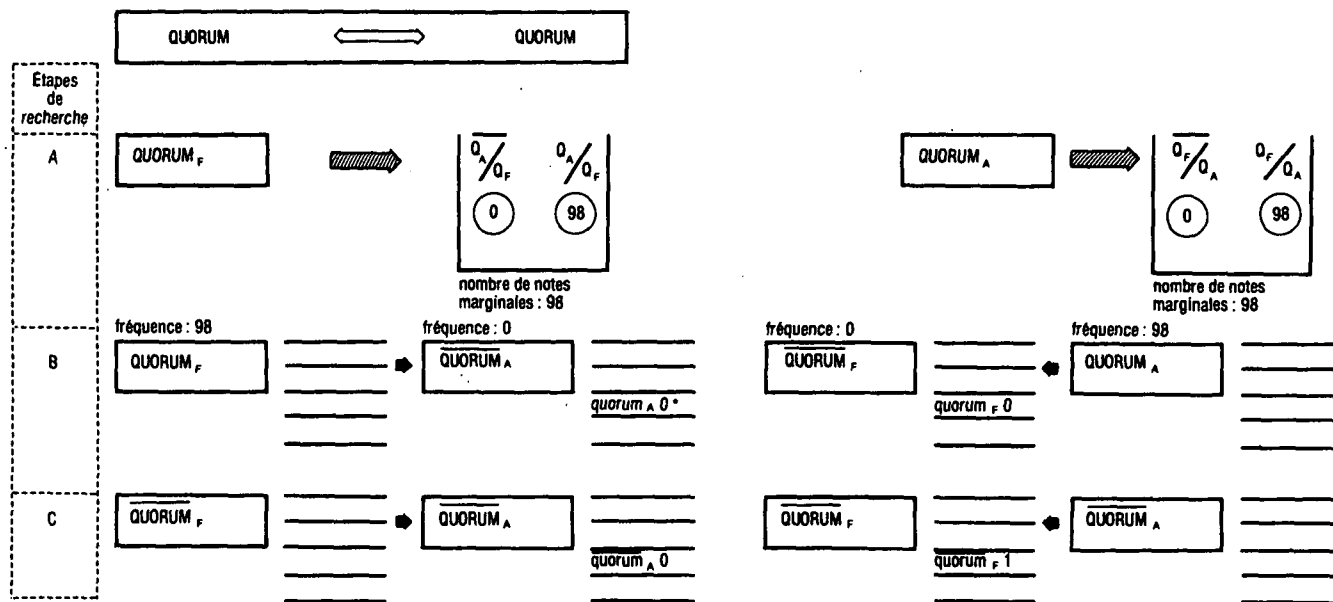 QUORUM QUORUM
Étapes
de
recherche
A
QUORUM F
Q A / Q F Q A / Q F
0 98
nombre de notes
marginales : 98
QUORUM A
Q F / Q A Q F / Q A
0 98
nombre de notes
marginales : 98
B
fréquence : 98
QUORUM F
fréquence : 0
QUORUM A
quorum A 0 *
fréquence : 0
QUORUM F
quorum F 0
fréquence : 98
QUORUM A
C
QUORUM F
QUORUM A
quorum A 0
QUORUM F
quorum F 1
QUORUM A